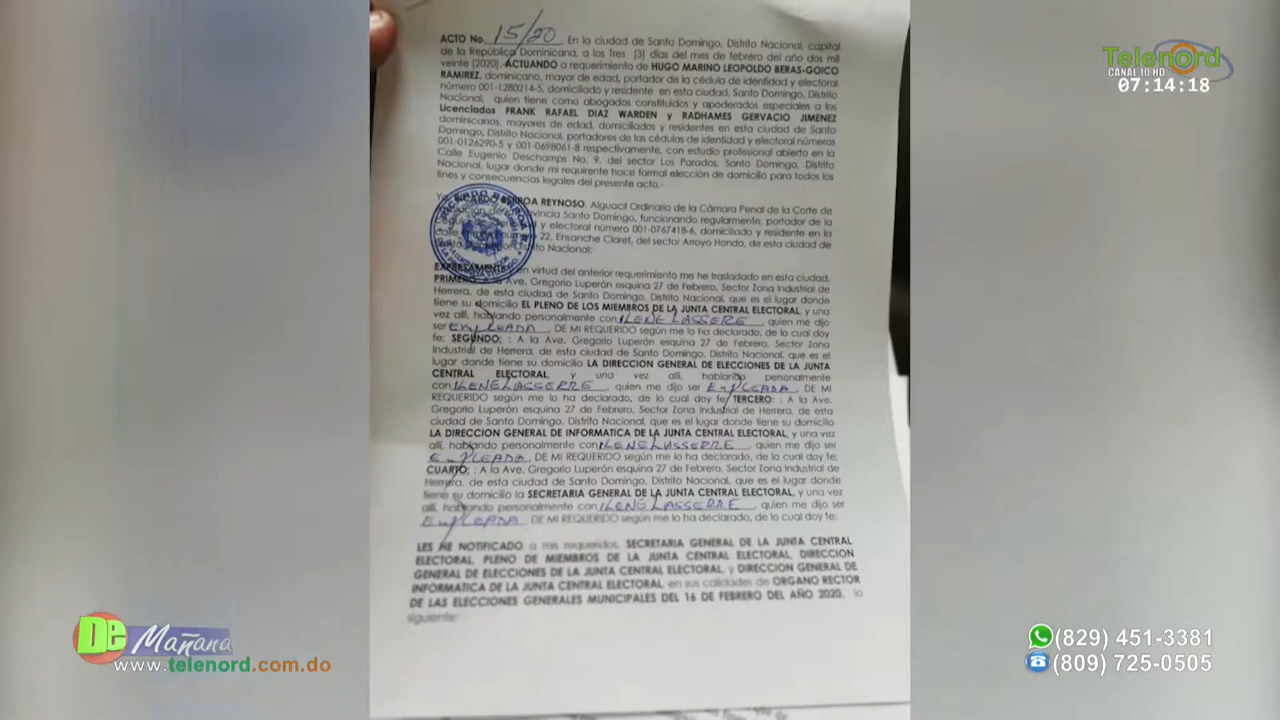 ACTO No. 15/20. En la ciudad de Santo Domingo, Distrito Nacional, capital
de la República Dominicana, a los Tres (3) días del mes de febrero del año dos mil
veinte (2020). ACTUANDO a requerimiento de HUGO MARINO LEOPOLDO BERAS-GOICO
RAMIREZ, dominicana, mayor de edad, portador de la cédula de identidad y electoral
número 001-1280214-5, domiciliado y residente en esta ciudad, Santo Domingo, Distrito
Nacional, quien tiene como abogados constituidos y apoderados especiales a los
Licenciados FRANK RAFAEL DIAZ WARDEN y RADHAMES GERVACIO JIMENEZ
dominicanos, mayores de edad, domiciliados y residentes en esta ciudad de Santo
Domingo, Distrito Nacional, portadores de las cédulas de identidad y electoral números
001-0126290-5 y 001-0698061-8 respectivamente, con estudio profesional abierto en la
Calle Eugenio Deschamps No. 9, del sector Los Parados, Santo Domingo, Distrito
Nacional, lugar donde mi requirente hace formal elección de domicilio para todos los
fines y consecuencias legales del presente acto.-
REYNOSO, Alguacil Ordinario de la Cámara Penal de la Corte de
Provincia Santo Domingo, funcionando regularmente, portador de la
y electoral número 001-0767418-6, domiciliado y residente en la
22, Ensanche Claret, del sector Arroyo Hondo, de esta ciudad de
Nacional;
EXPRESAMENTE en virtud del anterior requerimiento me he trasladado en esta ciudad,
PRIMERO: A la Ave. Gregorio Luperón esquina 27 de Febrero, Sector Zona Industrial de
Herrera, de esta ciudad de Santo Domingo, Distrito Nacional, que es el lugar donde
tiene su domicilio EL PLENO DE LOS MIEMBROS DE LA JUNTA CENTRAL ELECTORAL, y una
vez allí, hablando personalmente con ILENE LASSERE quien me dijo
ser EmpLEADA DE MI REQUERIDO según me lo ha declarado, de lo cual doy
fe; SEGUNDO: : A la Ave. Gregorio Luperón esquina 27 de Febrero, Sector Zona
Industrial de Herrera, de esta ciudad de Santo Domingo, Distrito Nacional, que es el
lugar donde tiene su domicilio LA DIRECCION GENERAL DE ELECCIONES DE LA JUNTA
CENTRAL ELECTORAL, y una vez allí, hablando personalmente
con ILENE LASSERRE quien me dijo ser EmpLEADA DE MI
REQUERIDO según me lo ha declarado, de lo cual doy fe; TERCERO: : A la Ave.
Gregorio Luperón esquina 27 de Febrero, Sector Zona Industrial de Herrera, de esta
ciudad de Santo Domingo, Distrito Nacional, que es el lugar donde tiene su domicilio
LA DIRECCION GENERAL DE INFORMATICA DE LA JUNTA CENTRAL ELECTORAL, y una vez
allí, hablando personalmente con ILENE LASSERRE quien me dijo ser
EmpLEADA, DE MI REQUERIDO según me lo ha declarado, de lo cual doy fe;
CUARTO: : A la Ave. Gregorio Luperón esquina 27 de Febrero, Sector Zona Industrial de
Herrera, de esta ciudad de Santo Domingo, Distrito Nacional, que es el lugar donde
tiene su domicilio la SECRETARIA GENERAL DE LA JUNTA CENTRAL ELECTORAL, y una vez
allí, hablando personalmente con ILENE LASSERRE quien me dijo ser
EmpLEADA DE MI REQUERIDO según me lo ha declarado, de lo cual doy fe;
LES HE NOTIFICADO a mis requeridos, SECRETARIA GENERAL DE LA JUNTA CENTRAL
ELECTORAL, PLENO DE MIEMBROS DE LA JUNTA CENTRAL ELECTORAL, DIRECCION
GENERAL DE ELECCIONES DE LA JUNTA CENTRAL ELECTORAL, y DIRECCION GENERAL DE
INFORMATICA DE LA JUNTA CENTRAL ELECTORAL, en sus calidades de ORGANO RECTOR
DE LAS ELECCIONES GENERALES MUNICIPALES DEL 16 DE FEBRERO DEL AÑO 2020, lo
siguiente:
Telenord
CANAL 10 HD
07:14:18
De Mañana
www.telenord.com.do
(829) 451-3381
(809) 725-0505